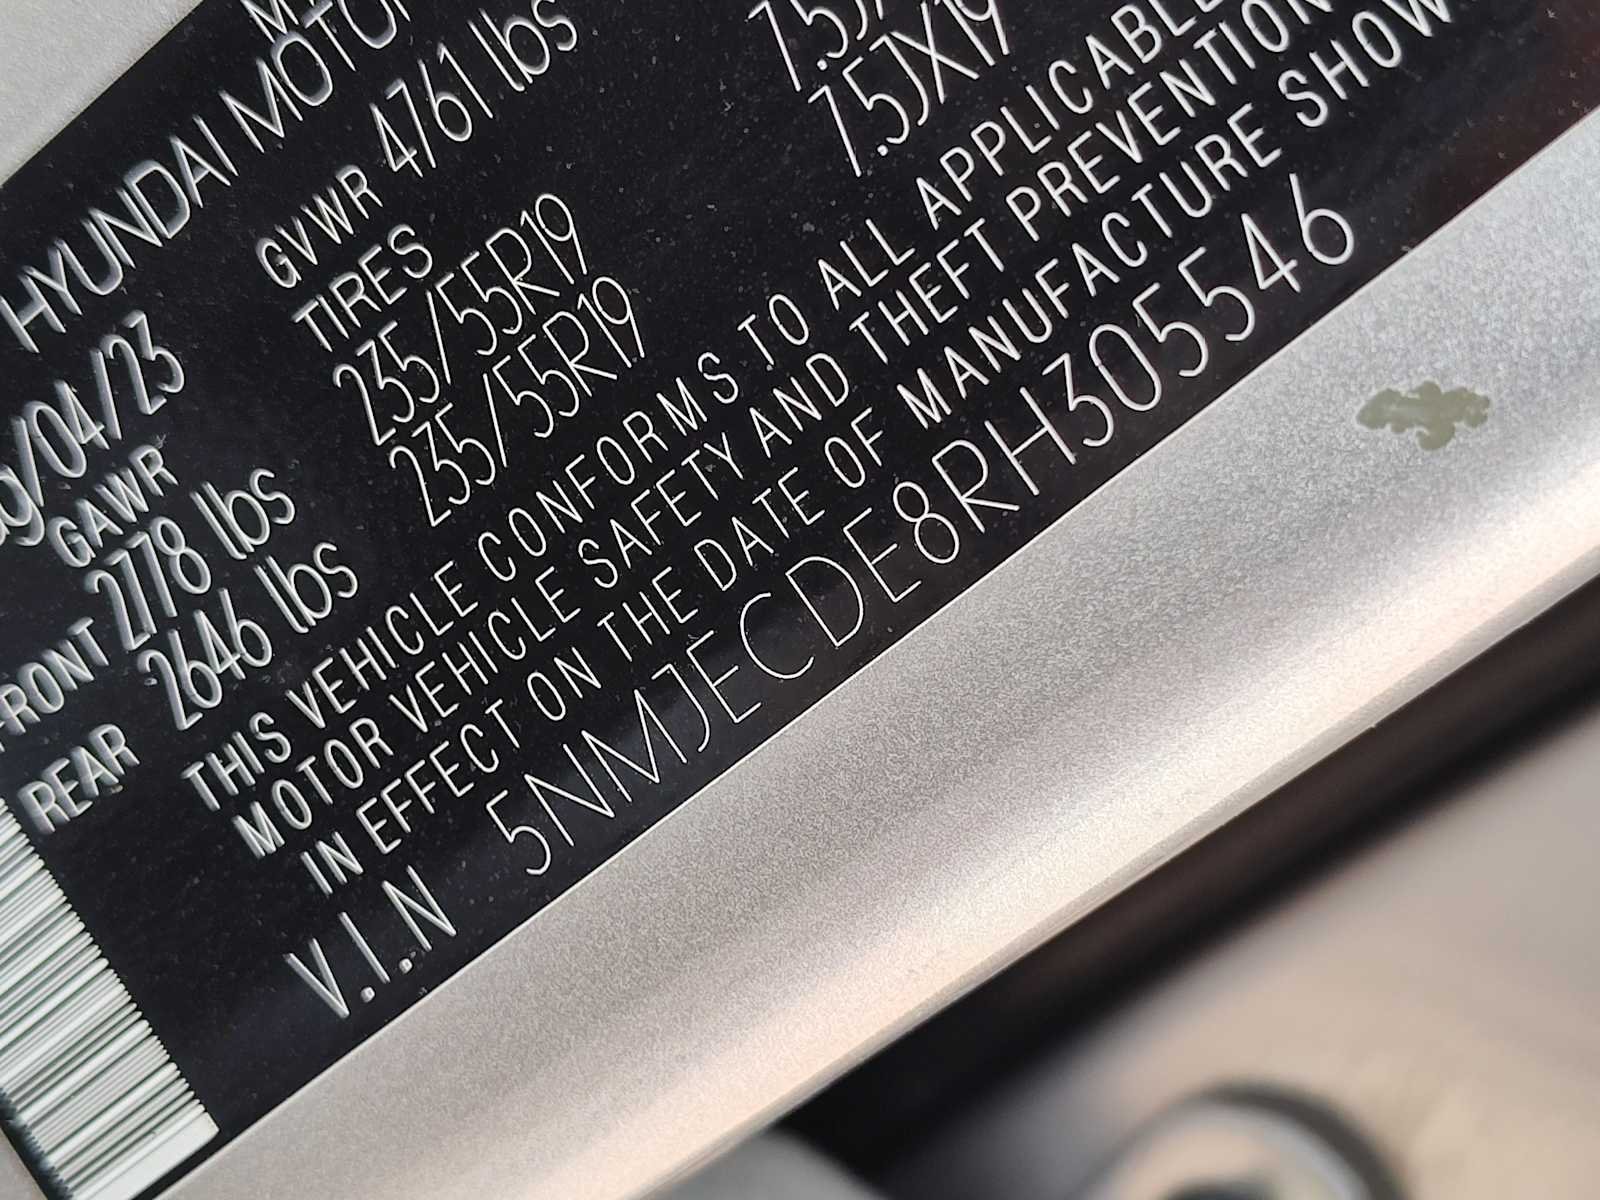 HYUNDAI MOTOR
04/23
GVWR 4761 lbs
GAWR
TIRES
FRONT 2778 lbs 235/55R19 7.5JX19
REAR 2646 lbs 235/55R19 7.5JX19
THIS VEHICLE CONFORMS TO ALL APPLICABLE
MOTOR VEHICLE SAFETY AND THEFT PREVENTION
IN EFFECT ON THE DATE OF MANUFACTURE SHOW
V.I.N 5NMJECDE8RH305546